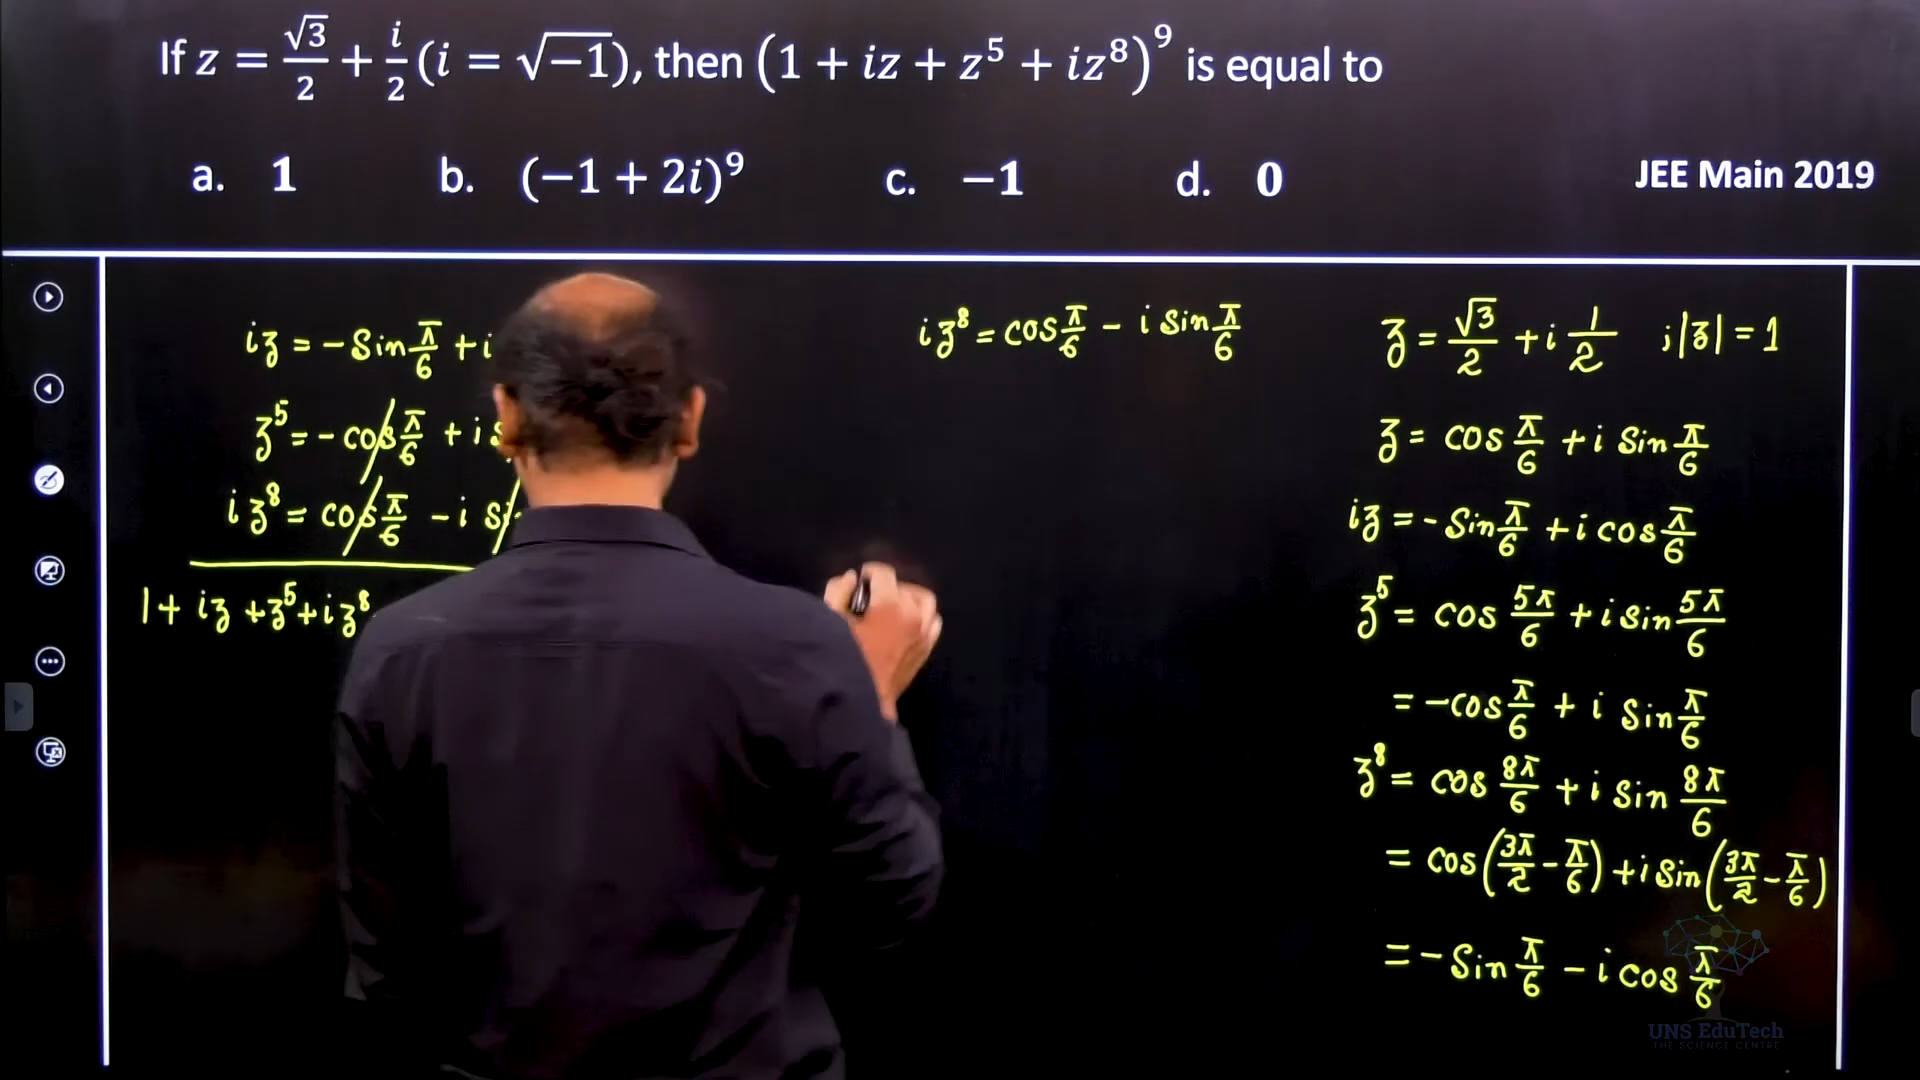 If z = √3/2 + i/2 (i = √−1), then (1 + iz + z⁵ + iz⁸)⁹ is equal to
a. 1 b. (−1 + 2i)⁹ c. −1 d. 0 JEE Main 2019
iz = - Sin π/6 + i
z⁵ = - cos π/6 + i s
iz⁸ = cos π/6 - i s
1 + iz + z⁵ + iz⁸
iz⁸ = cos π/6 - i sin π/6
z = √3/2 + i 1/2 ; |z| = 1
z = cos π/6 + i Sin π/6
iz = - Sin π/6 + i cos π/6
z⁵ = cos 5π/6 + i sin 5π/6
= -cos π/6 + i sin π/6
z⁸ = cos 8π/6 + i sin 8π/6
= cos(3π/2 - π/6) + i sin(3π/2 - π/6)
= - Sin π/6 - i cos π/6
UNS EduTech
THE SCIENCE CENTRE